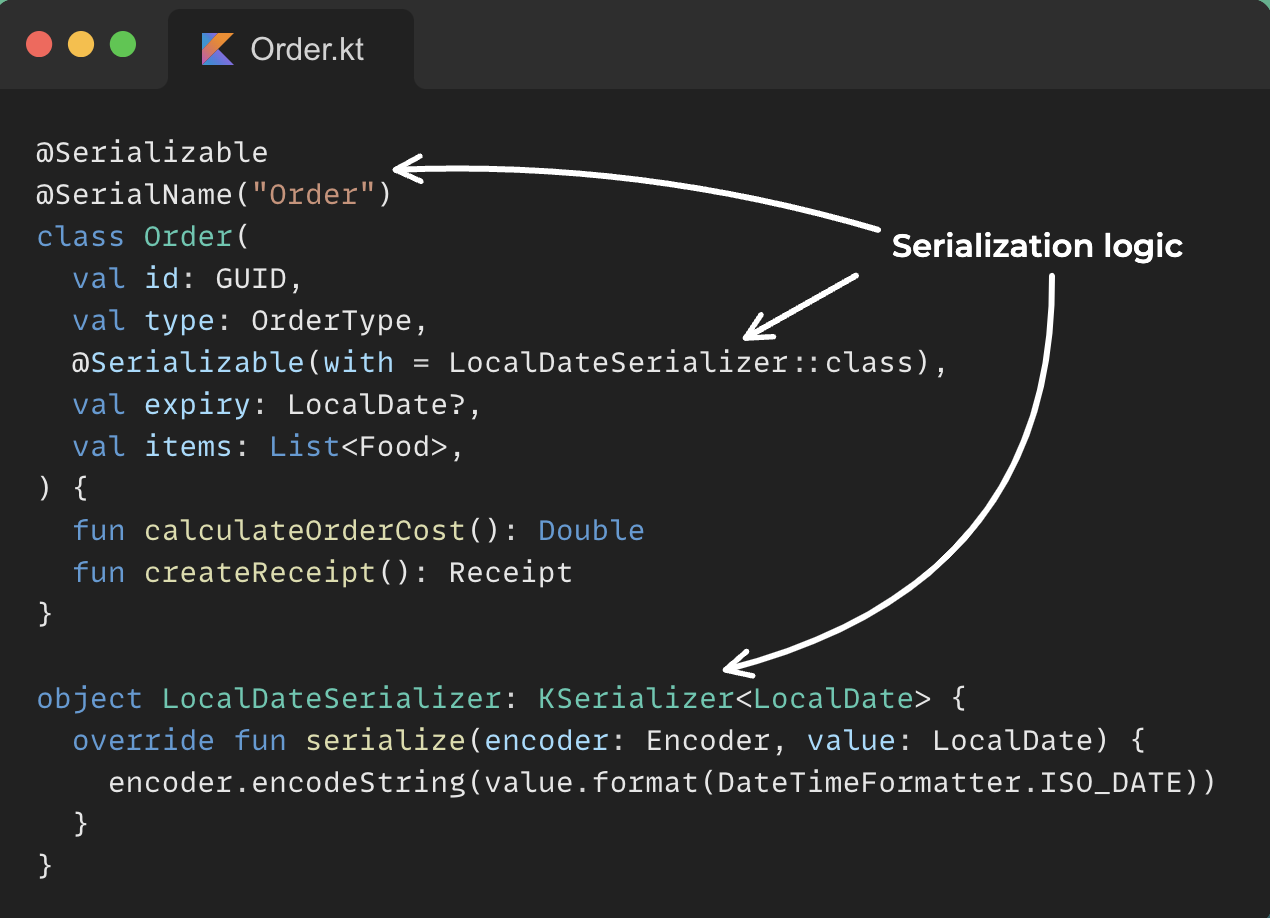 Order.kt
@Serializable
@SerialName("Order")
class Order(
Serialization logic
  val id: GUID,
  val type: OrderType,
  @Serializable(with = LocalDateSerializer::class),
  val expiry: LocalDate?,
  val items: List<Food>,
) {
  fun calculateOrderCost(): Double
  fun createReceipt(): Receipt
}
object LocalDateSerializer: KSerializer<LocalDate> {
  override fun serialize(encoder: Encoder, value: LocalDate) {
    encoder.encodeString(value.format(DateTimeFormatter.ISO_DATE))
  }
}